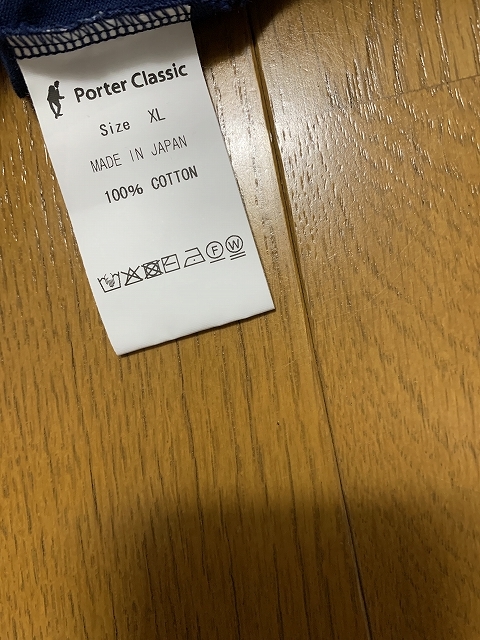 Porter Classic
Size XL
MADE IN JAPAN
100% COTTON
F W